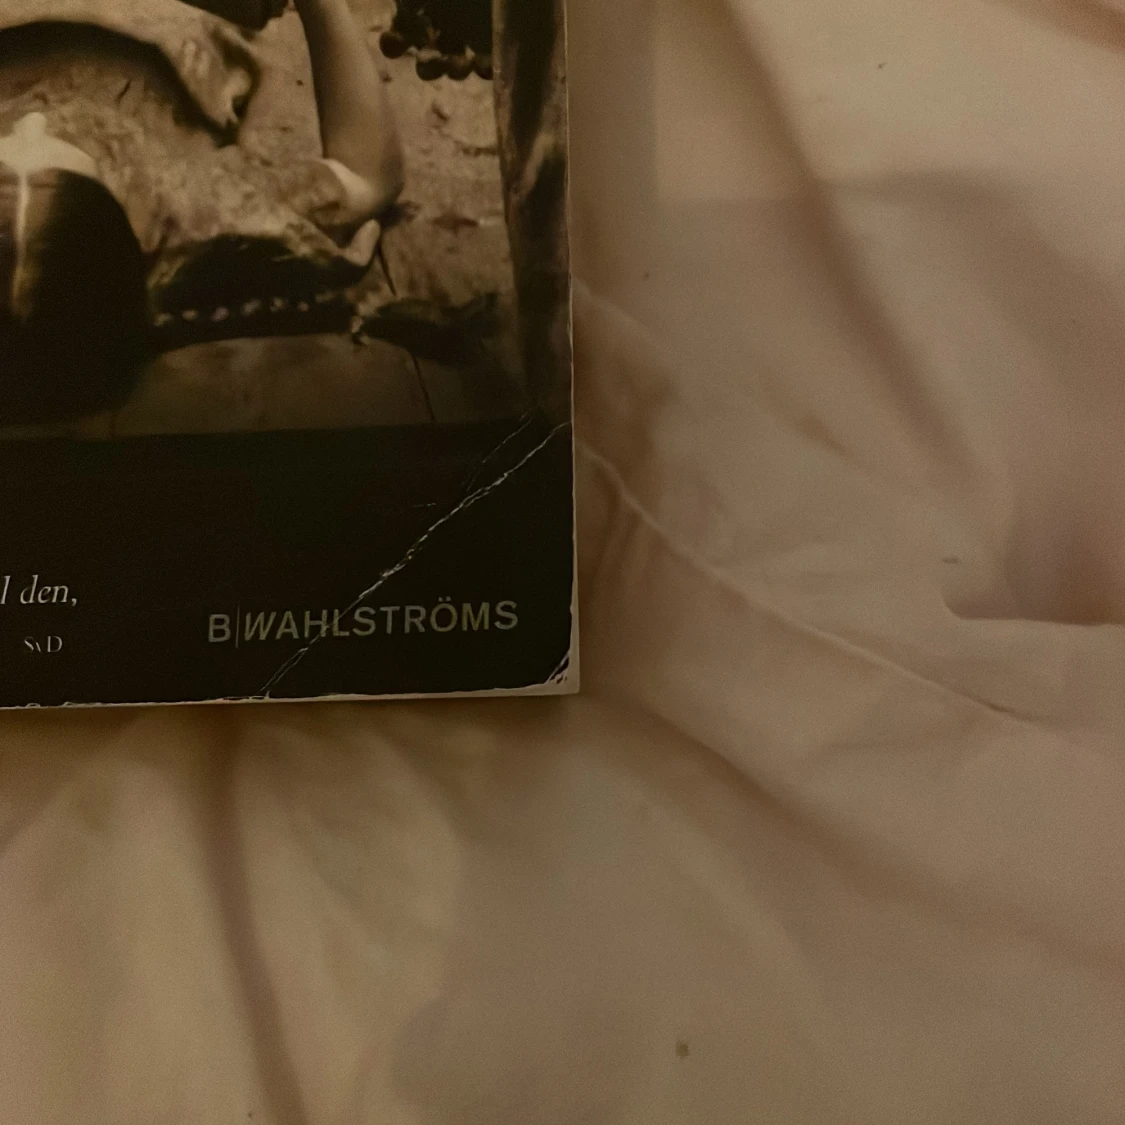 l den,
SvD
B|WAHLSTRÖMS